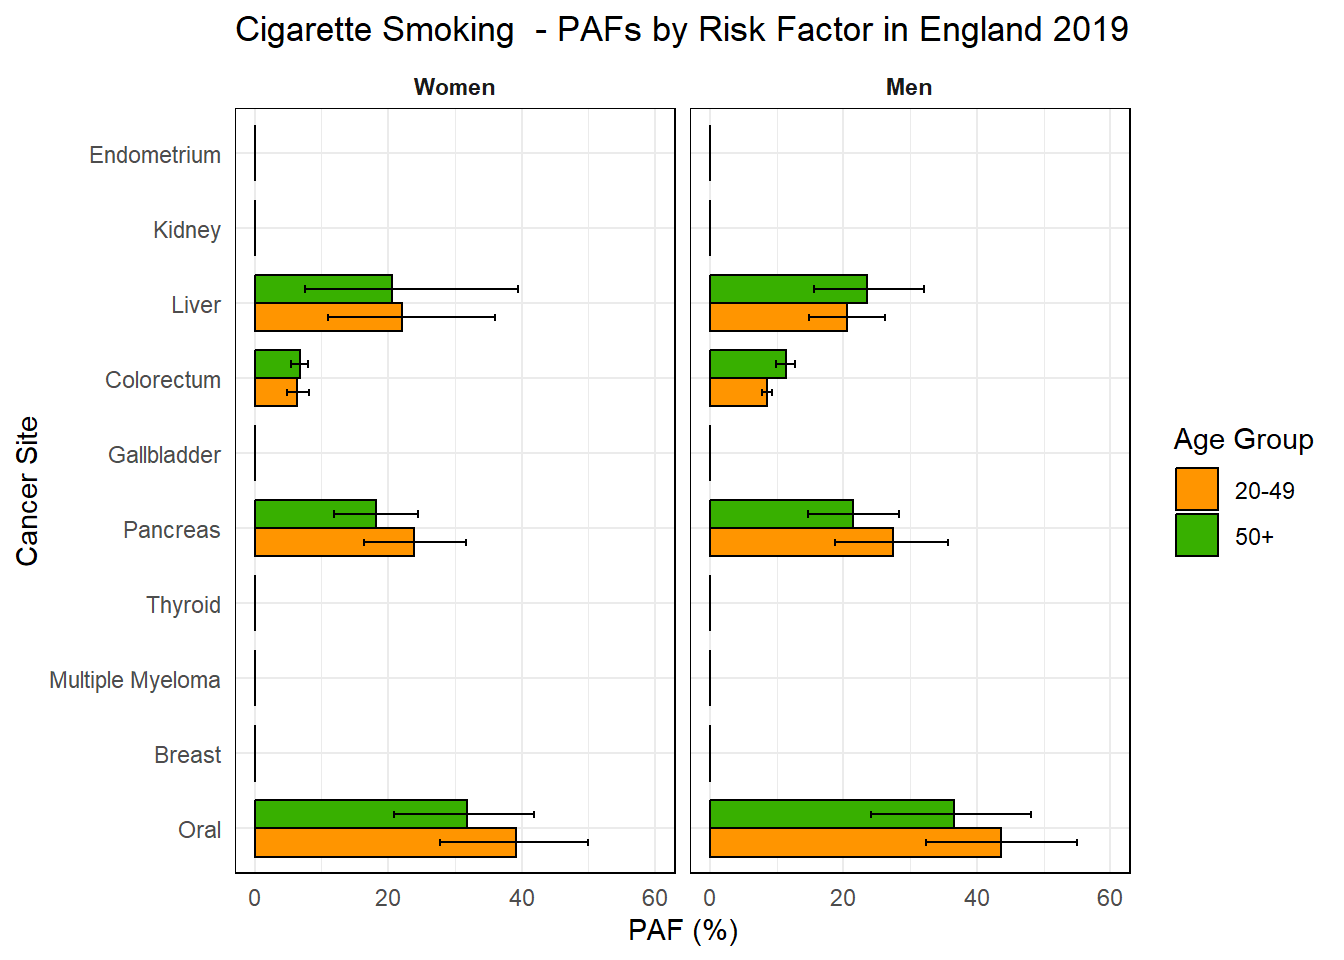 Cigarette Smoking  - PAFs by Risk Factor in England 2019
Women
Men
Endometrium
Kidney
Liver
Colorectum
Gallbladder
Pancreas
Thyroid
Multiple Myeloma
Breast
Oral
Cancer Site
0 20 40 60
0 20 40 60
PAF (%)
Age Group
20-49
50+